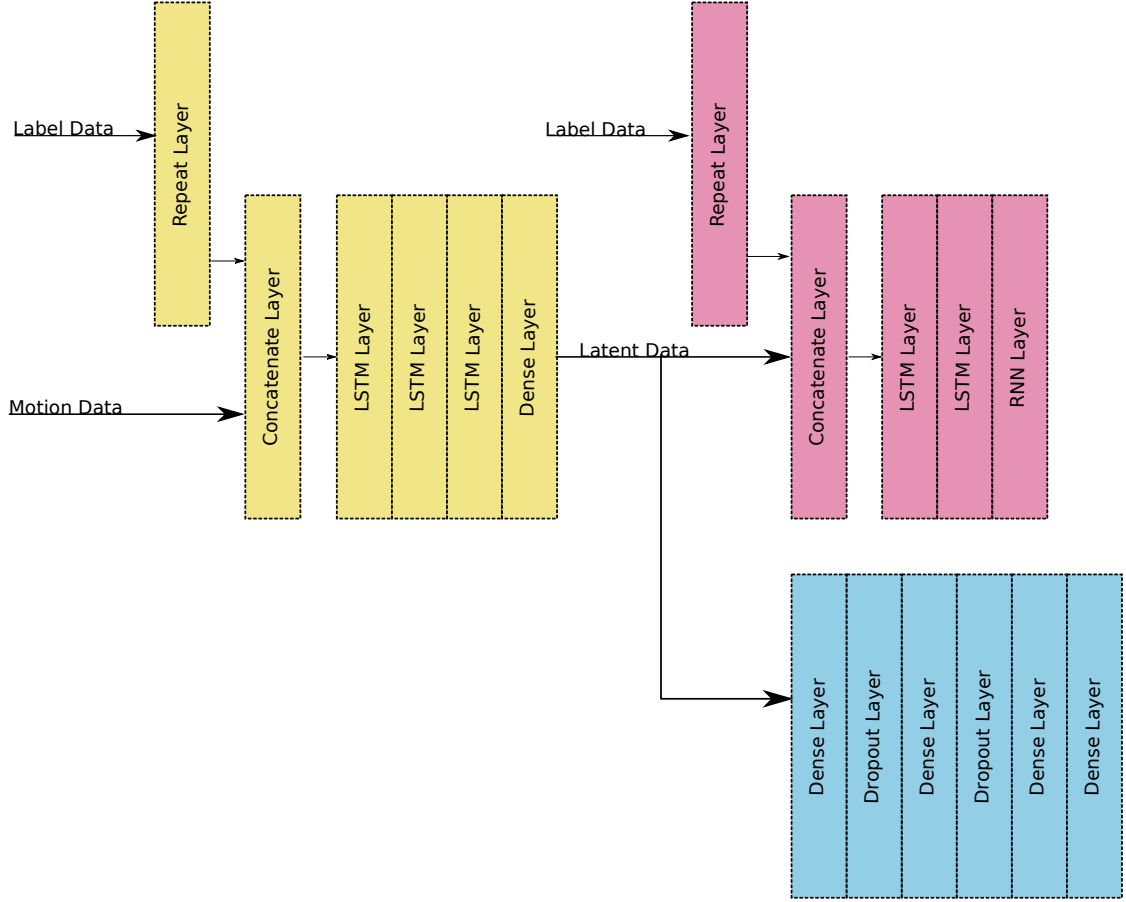 Label Data
Repeat Layer
Motion Data
Concatenate Layer
LSTM Layer
LSTM Layer
LSTM Layer
Dense Layer
Latent Data
Label Data
Repeat Layer
Concatenate Layer
LSTM Layer
LSTM Layer
RNN Layer
Dense Layer
Dropout Layer
Dense Layer
Dropout Layer
Dense Layer
Dense Layer